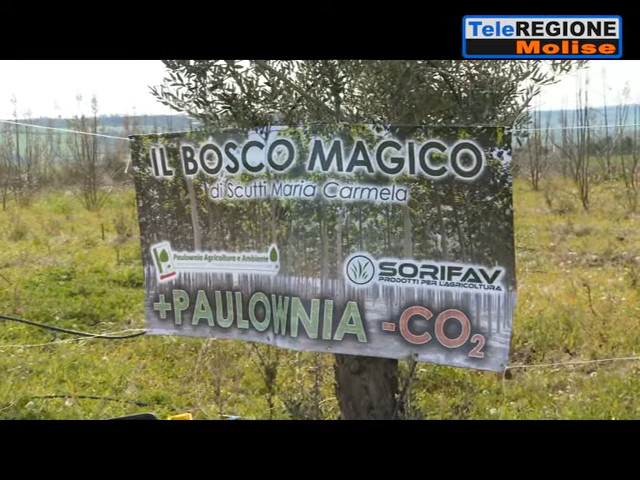 TeleREGIONE
Molise
IL BOSCO MAGICO
di Scutti Maria Carmela
Paulownia Agricoltura e Ambiente
SORIFAV
PRODOTTI PER L'AGRICOLTURA
+PAULOWNIA -CO2